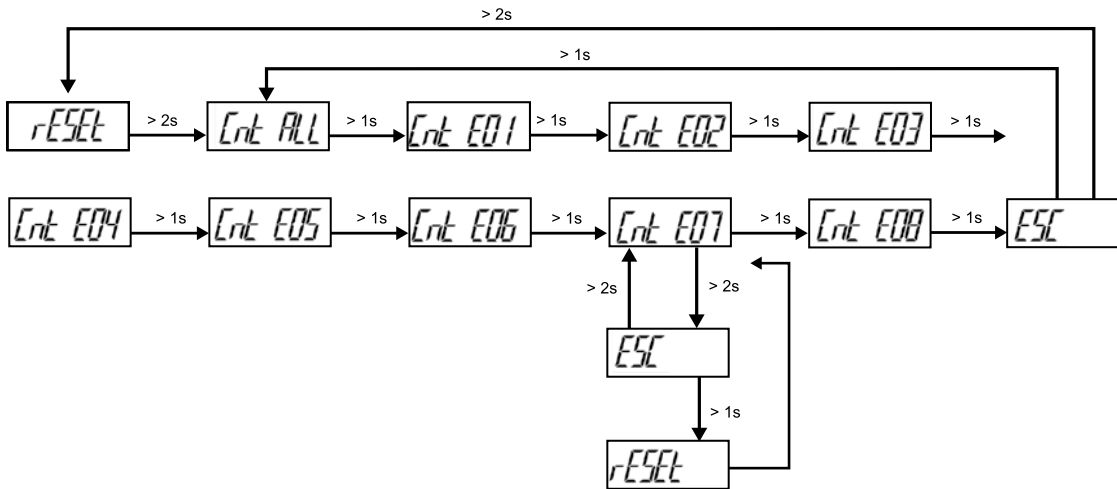 > 2s
> 1s
rESEt > 2s Cnt ALL > 1s Cnt E01 > 1s Cnt E02 > 1s Cnt E03 > 1s
Cnt E04 > 1s Cnt E05 > 1s Cnt E06 > 1s Cnt E07 > 1s Cnt E08 > 1s ESC
> 2s > 2s
ESC
> 1s
rESEt